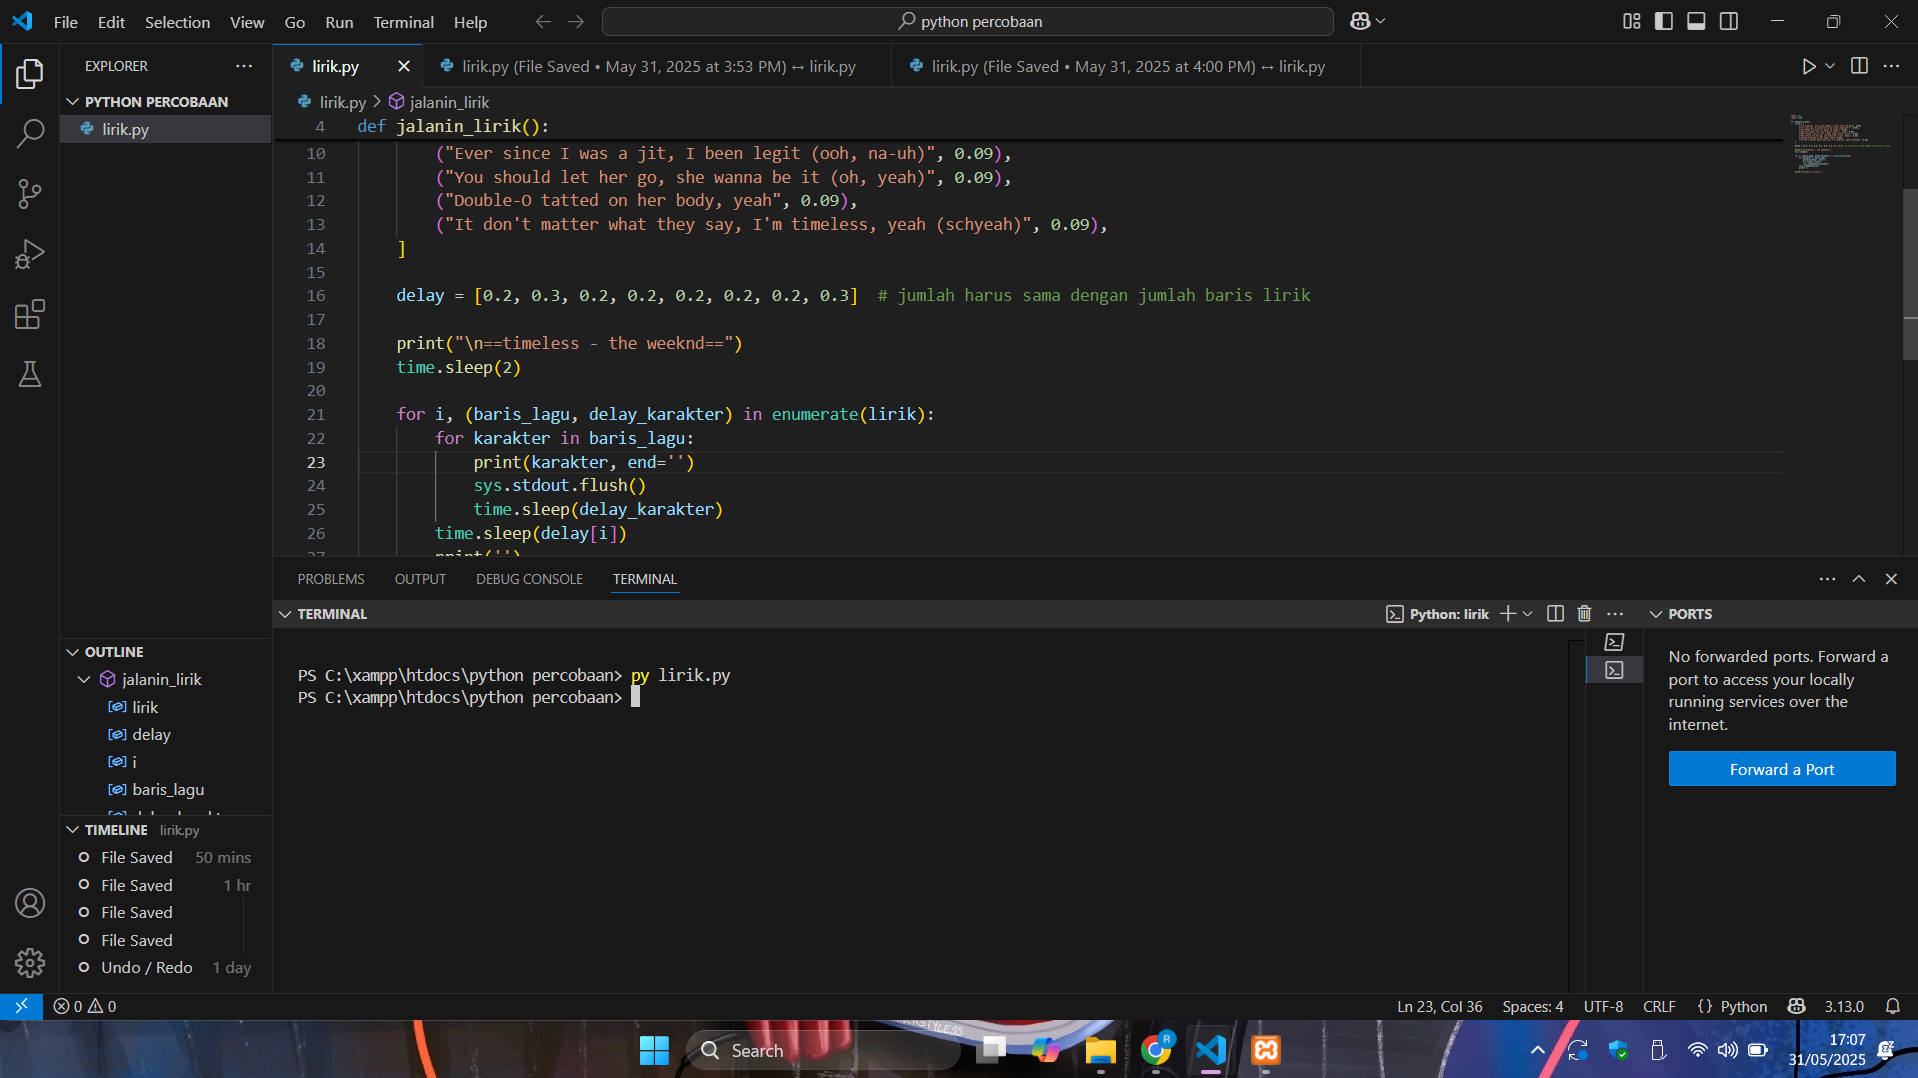 File Edit Selection View Go Run Terminal Help
python percobaan
EXPLORER
PYTHON PERCOBAAN
lirik.py
lirik.py
lirik.py (File Saved • May 31, 2025 at 3:53 PM) ↔ lirik.py
lirik.py (File Saved • May 31, 2025 at 4:00 PM) ↔ lirik.py
lirik.py > jalanin_lirik
4 def jalanin_lirik():
10 ("Ever since I was a jit, I been legit (ooh, na-uh)", 0.09),
11 ("You should let her go, she wanna be it (oh, yeah)", 0.09),
12 ("Double-O tatted on her body, yeah", 0.09),
13 ("It don't matter what they say, I'm timeless, yeah (schyeah)", 0.09),
14 ]
15
16 delay = [0.2, 0.3, 0.2, 0.2, 0.2, 0.2, 0.2, 0.3]  # jumlah harus sama dengan jumlah baris lirik
17
18 print("\n==timeless - the weeknd==")
19 time.sleep(2)
20
21 for i, (baris_lagu, delay_karakter) in enumerate(lirik):
22 for karakter in baris_lagu:
23 print(karakter, end='')
24 sys.stdout.flush()
25 time.sleep(delay_karakter)
26 time.sleep(delay[i])
27 print('')
OUTLINE
jalanin_lirik
lirik
delay
i
baris_lagu
TIMELINE lirik.py
File Saved 50 mins
File Saved 1 hr
File Saved
File Saved
Undo / Redo 1 day
PROBLEMS OUTPUT DEBUG CONSOLE TERMINAL
TERMINAL
Python: lirik
PS C:\xampp\htdocs\python percobaan> py lirik.py
PS C:\xampp\htdocs\python percobaan>
PORTS
No forwarded ports. Forward a
port to access your locally
running services over the
internet.
Forward a Port
0 0
Ln 23, Col 36 Spaces: 4 UTF-8 CRLF {} Python 3.13.0
Search
17:07
31/05/2025